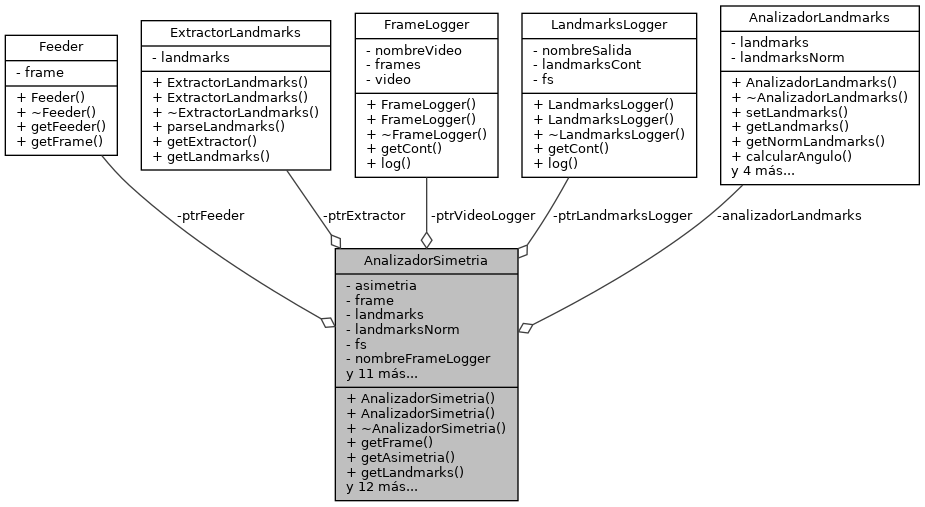 Feeder
- frame
+ Feeder()
+ ~Feeder()
+ getFeeder()
+ getFrame()
ExtractorLandmarks
- landmarks
+ ExtractorLandmarks()
+ ExtractorLandmarks()
+ ~ExtractorLandmarks()
+ parseLandmarks()
+ getExtractor()
+ getLandmarks()
FrameLogger
- nombreVideo
- frames
- video
+ FrameLogger()
+ FrameLogger()
+ ~FrameLogger()
+ getCont()
+ log()
LandmarksLogger
- nombreSalida
- landmarksCont
- fs
+ LandmarksLogger()
+ LandmarksLogger()
+ ~LandmarksLogger()
+ getCont()
+ log()
AnalizadorLandmarks
- landmarks
- landmarksNorm
+ AnalizadorLandmarks()
+ ~AnalizadorLandmarks()
+ setLandmarks()
+ getLandmarks()
+ getNormLandmarks()
+ calcularAngulo()
y 4 más...
-ptrFeeder
-ptrExtractor
-ptrVideoLogger
-ptrLandmarksLogger
-analizadorLandmarks
AnalizadorSimetria
- asimetria
- frame
- landmarks
- landmarksNorm
- fs
- nombreFrameLogger
y 11 más...
+ AnalizadorSimetria()
+ AnalizadorSimetria()
+ ~AnalizadorSimetria()
+ getFrame()
+ getAsimetria()
+ getLandmarks()
y 12 más...